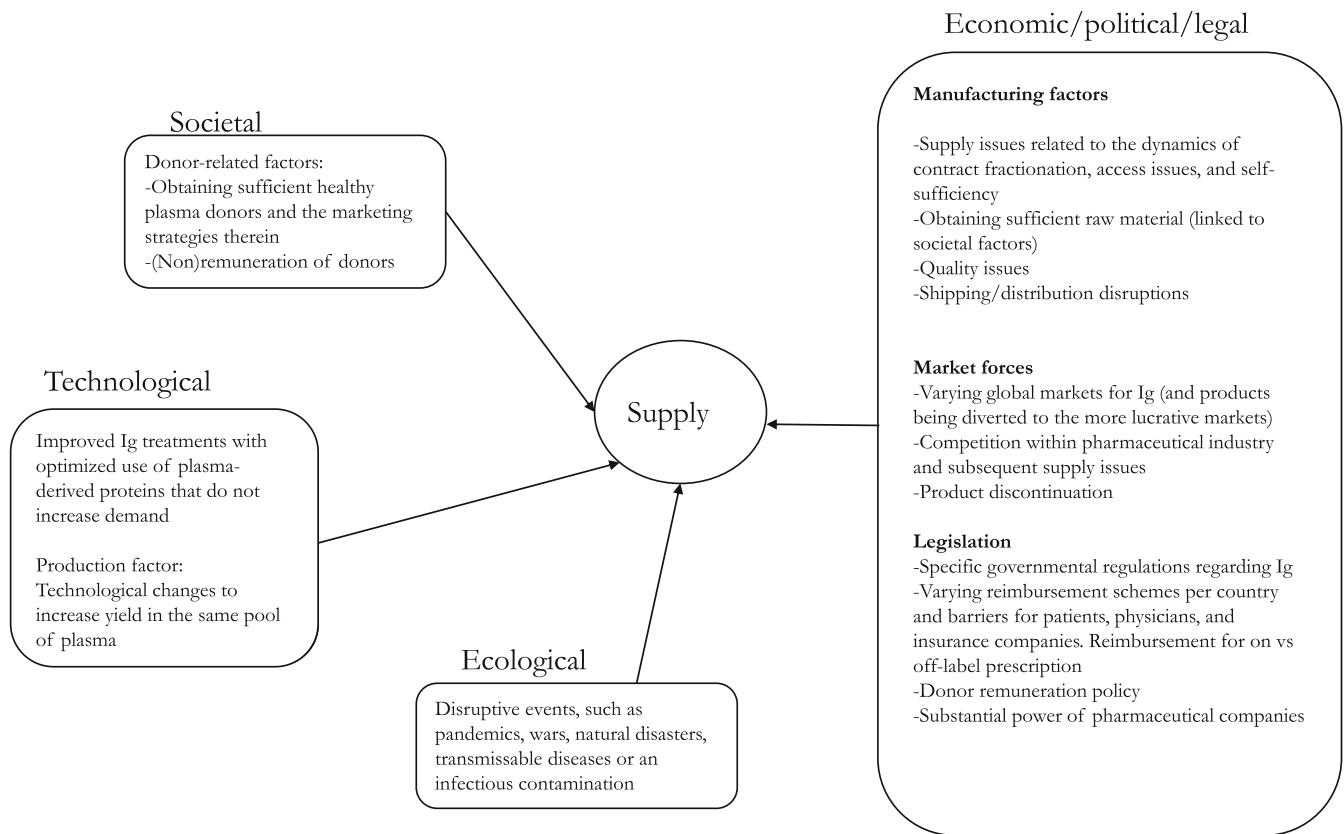 Economic/political/legal
Manufacturing factors
-Supply issues related to the dynamics of
contract fractionation, access issues, and self-
sufficiency
-Obtaining sufficient raw material (linked to
societal factors)
-Quality issues
-Shipping/distribution disruptions
Market forces
-Varying global markets for Ig (and products
being diverted to the more lucrative markets)
-Competition within pharmaceutical industry
and subsequent supply issues
-Product discontinuation
Legislation
-Specific governmental regulations regarding Ig
-Varying reimbursement schemes per country
and barriers for patients, physicians, and
insurance companies. Reimbursement for on vs
off-label prescription
-Donor remuneration policy
-Substantial power of pharmaceutical companies
Societal
Donor-related factors:
-Obtaining sufficient healthy
plasma donors and the marketing
strategies therein
-(Non)remuneration of donors
Technological
Improved Ig treatments with
optimized use of plasma-
derived proteins that do not
increase demand
Production factor:
Technological changes to
increase yield in the same pool
of plasma
Supply
Ecological
Disruptive events, such as
pandemics, wars, natural disasters,
transmissable diseases or an
infectious contamination